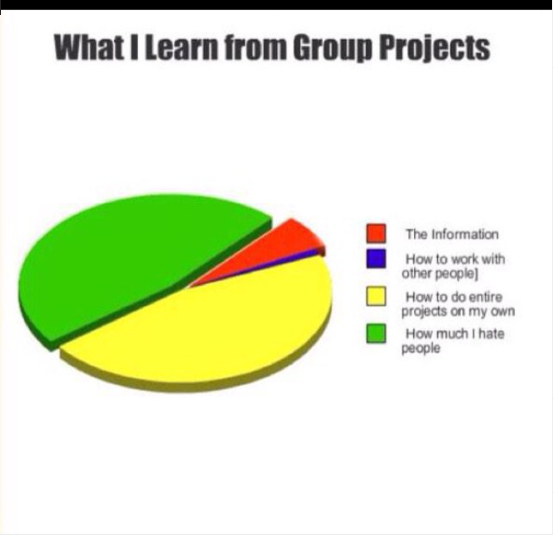 What I Learn from Group Projects
The Information
How to work with
other people]
How to do entire
projects on my own
How much I hate
people